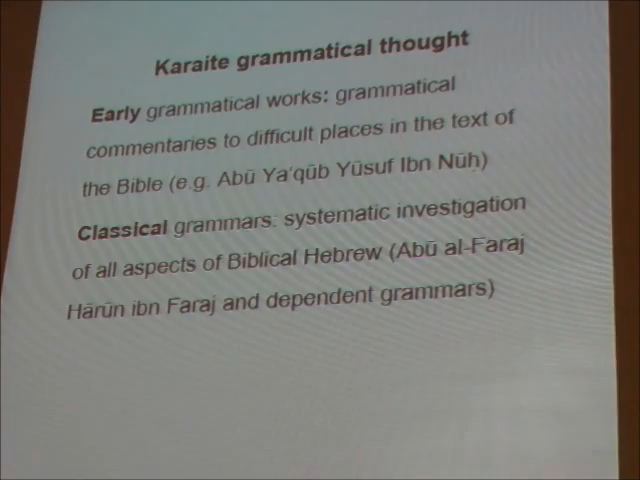 Karaite grammatical thought
Early grammatical works: grammatical
commentaries to difficult places in the text of
the Bible (e.g. Abū Yaʻqūb Yūsuf Ibn Nūḥ)
Classical grammars: systematic investigation
of all aspects of Biblical Hebrew (Abū al-Faraj
Hārūn ibn Faraj and dependent grammars)